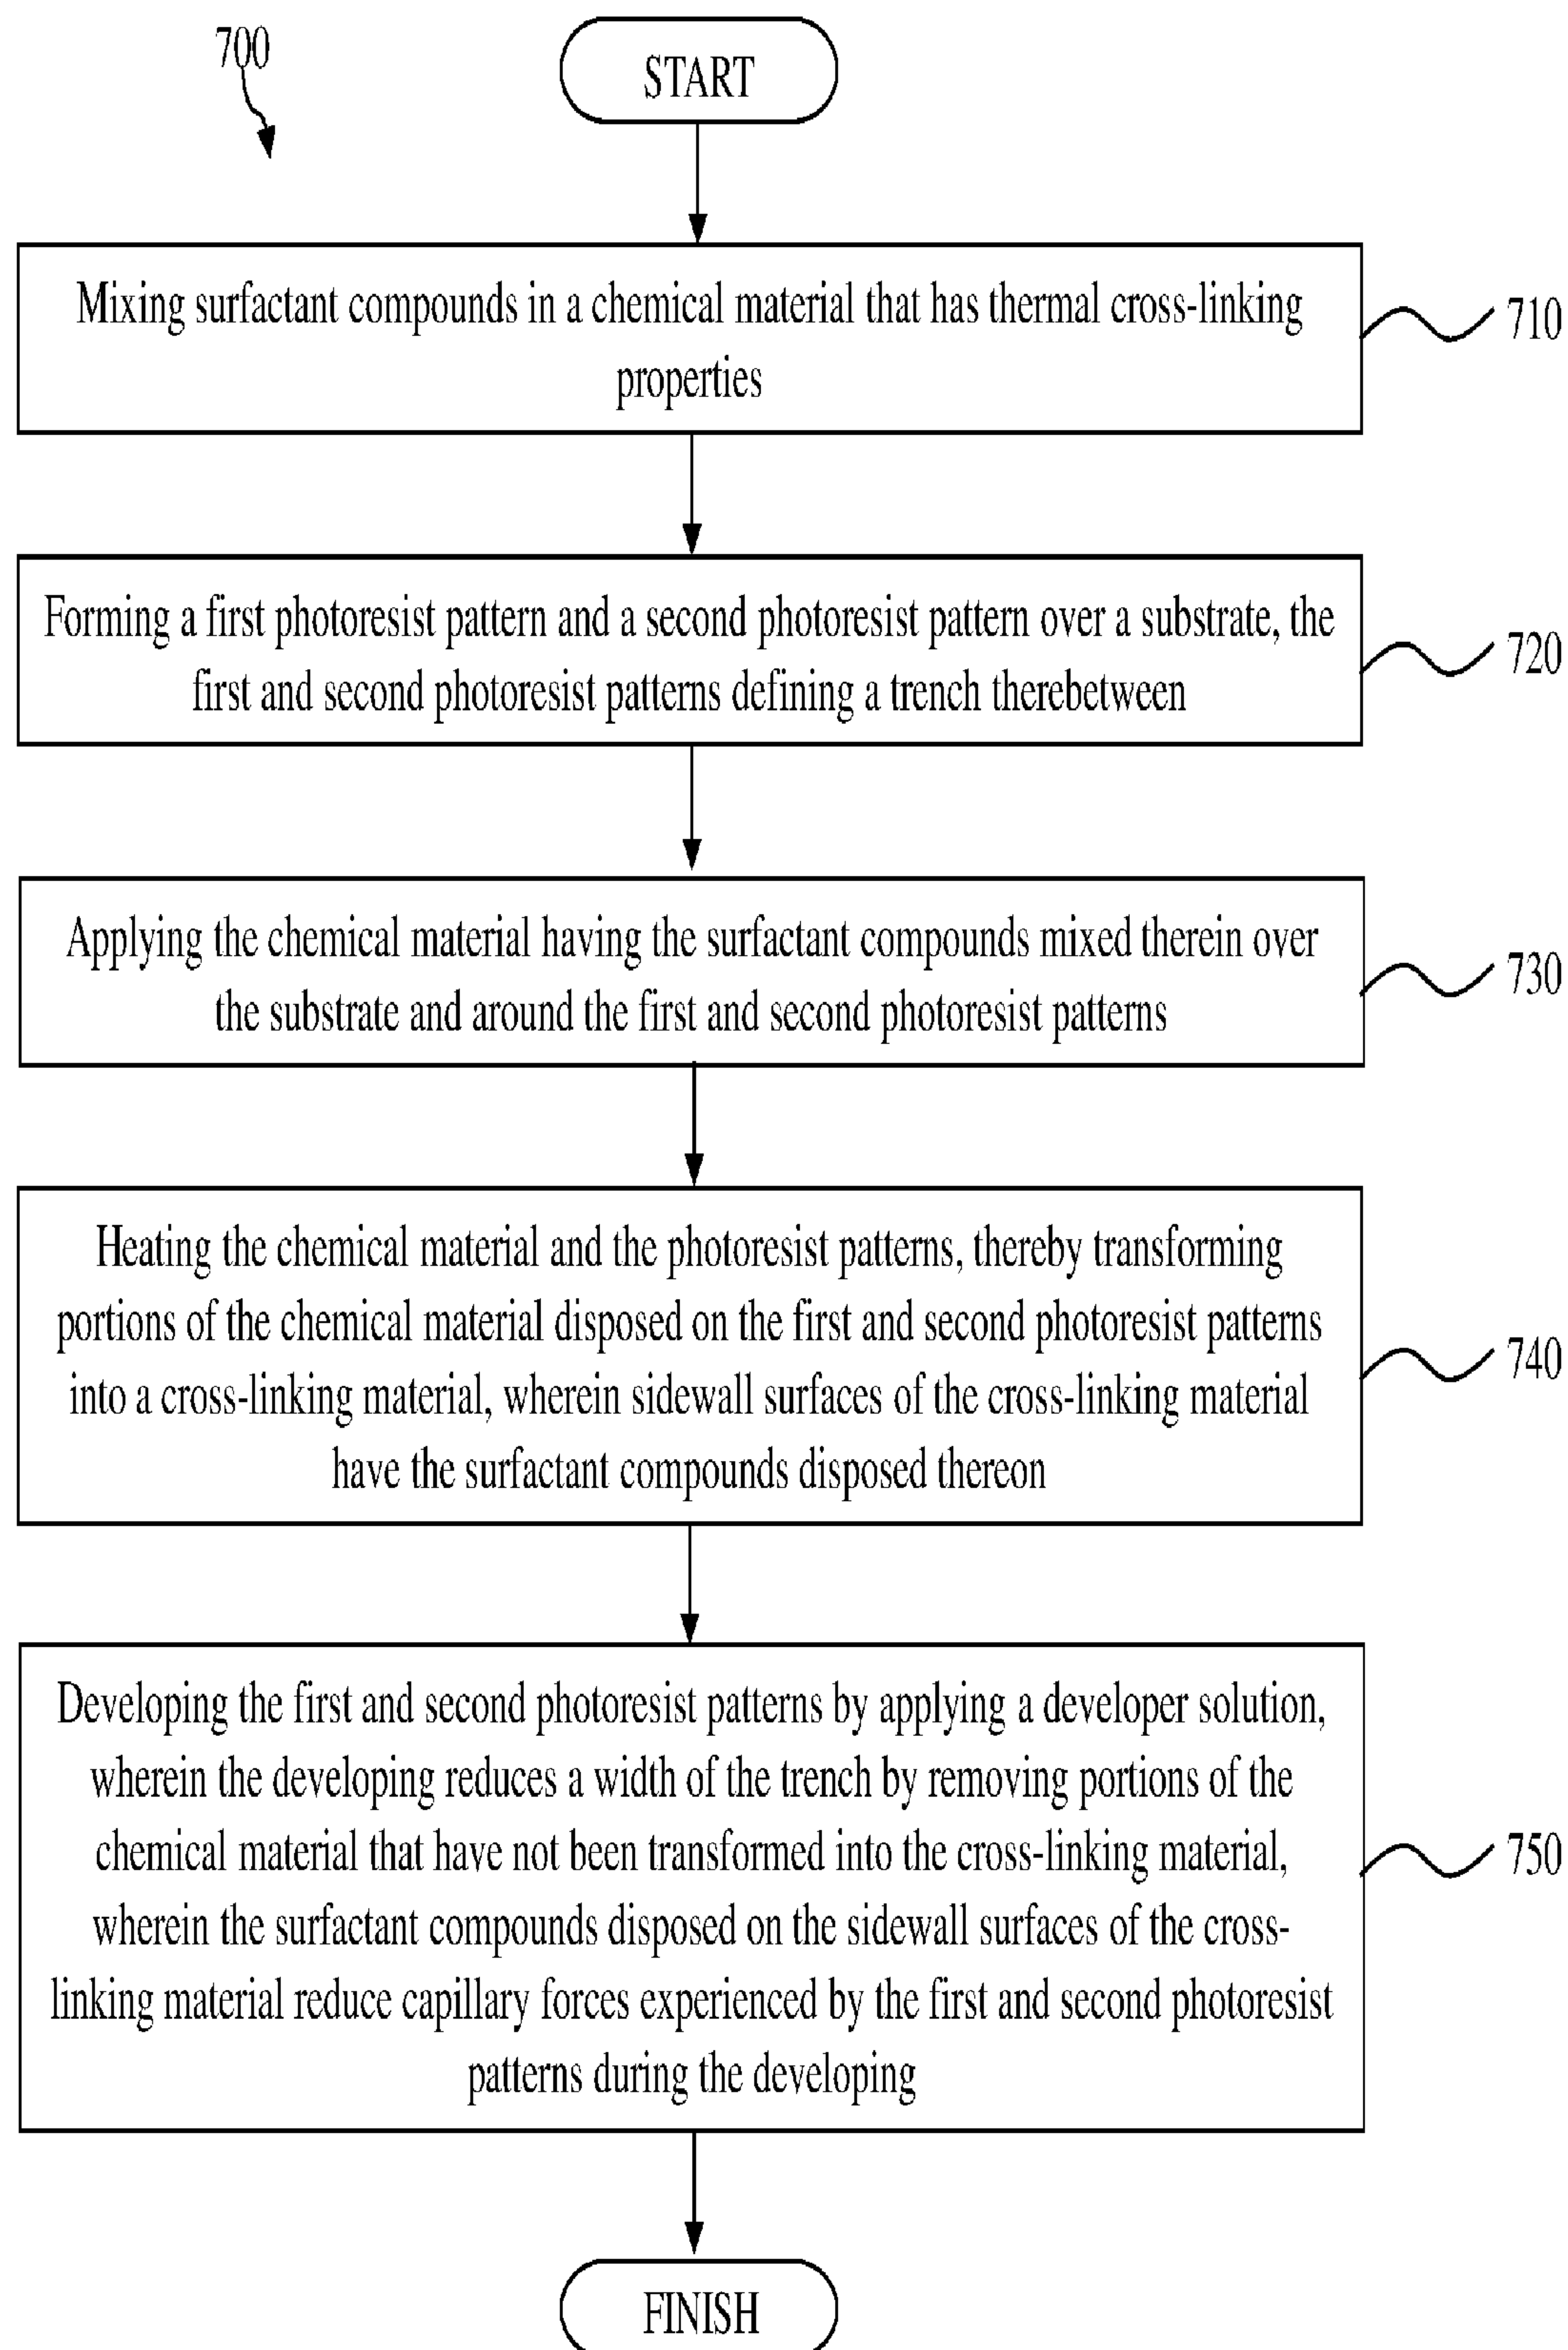 700
START
Mixing surfactant compounds in a chemical material that has thermal cross-linking
properties
710
Forming a first photoresist pattern and a second photoresist pattern over a substrate, the
first and second photoresist patterns defining a trench therebetween
720
Applying the chemical material having the surfactant compounds mixed therein over
the substrate and around the first and second photoresist patterns
730
Heating the chemical material and the photoresist patterns, thereby transforming
portions of the chemical material disposed on the first and second photoresist patterns
into a cross-linking material, wherein sidewall surfaces of the cross-linking material
have the surfactant compounds disposed thereon
740
Developing the first and second photoresist patterns by applying a developer solution,
wherein the developing reduces a width of the trench by removing portions of the
chemical material that have not been transformed into the cross-linking material,
wherein the surfactant compounds disposed on the sidewall surfaces of the cross-
linking material reduce capillary forces experienced by the first and second photoresist
patterns during the developing
750
FINISH